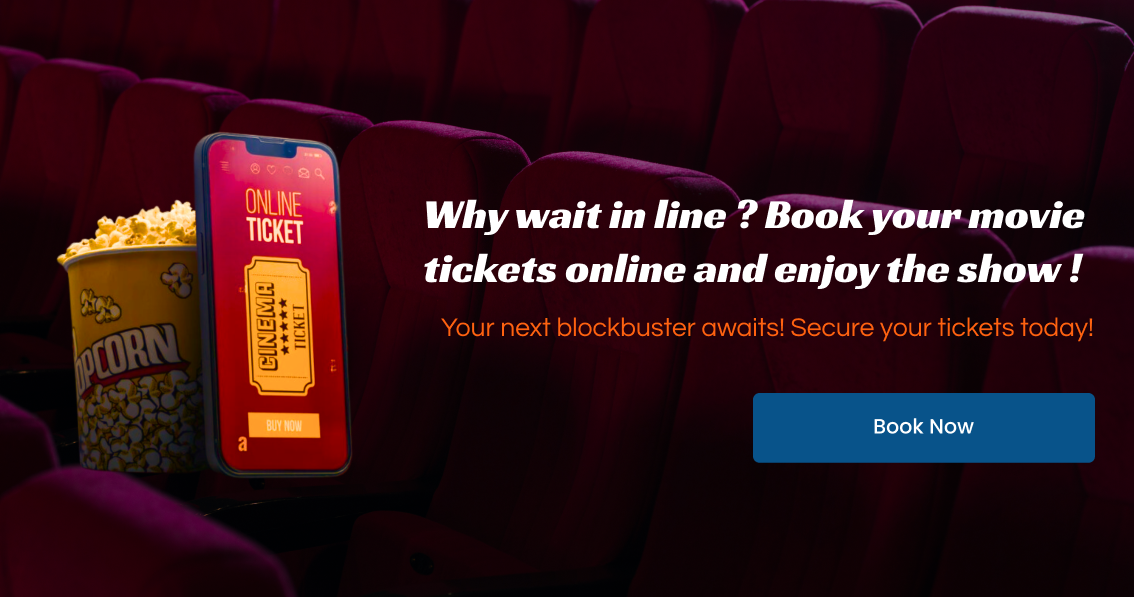 ONLINE
TICKET
CINEMA
TICKET
BUY NOW
a
OPCORN
Why wait in line ? Book your movie
tickets online and enjoy the show !
Your next blockbuster awaits! Secure your tickets today!
Book Now